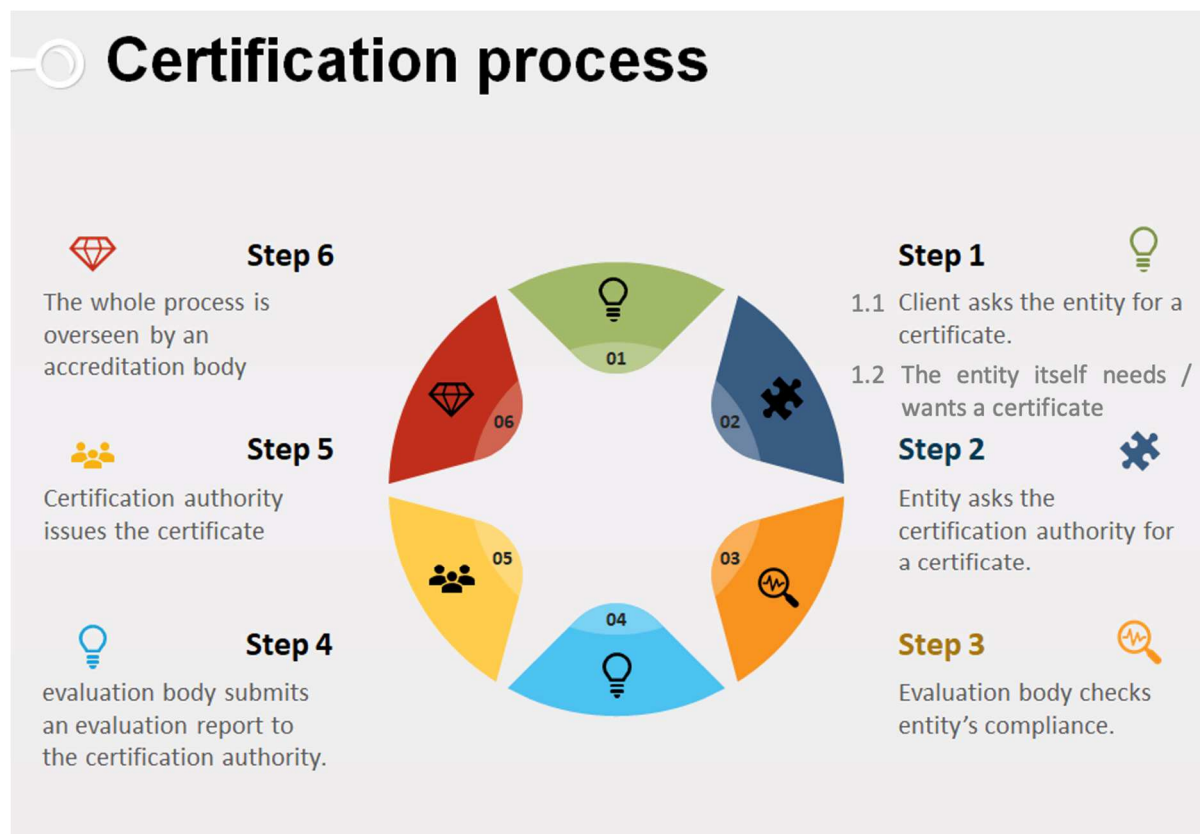 Certification process
Step 1
1.1 Client asks the entity for a
certificate.
1.2 The entity itself needs /
wants a certificate
Step 2
Entity asks the
certification authority for
a certificate.
Step 3
Evaluation body checks
entity’s compliance.
Step 4
evaluation body submits
an evaluation report to
the certification authority.
Step 5
Certification authority
issues the certificate
Step 6
The whole process is
overseen by an
accreditation body
01
02
03
04
05
06